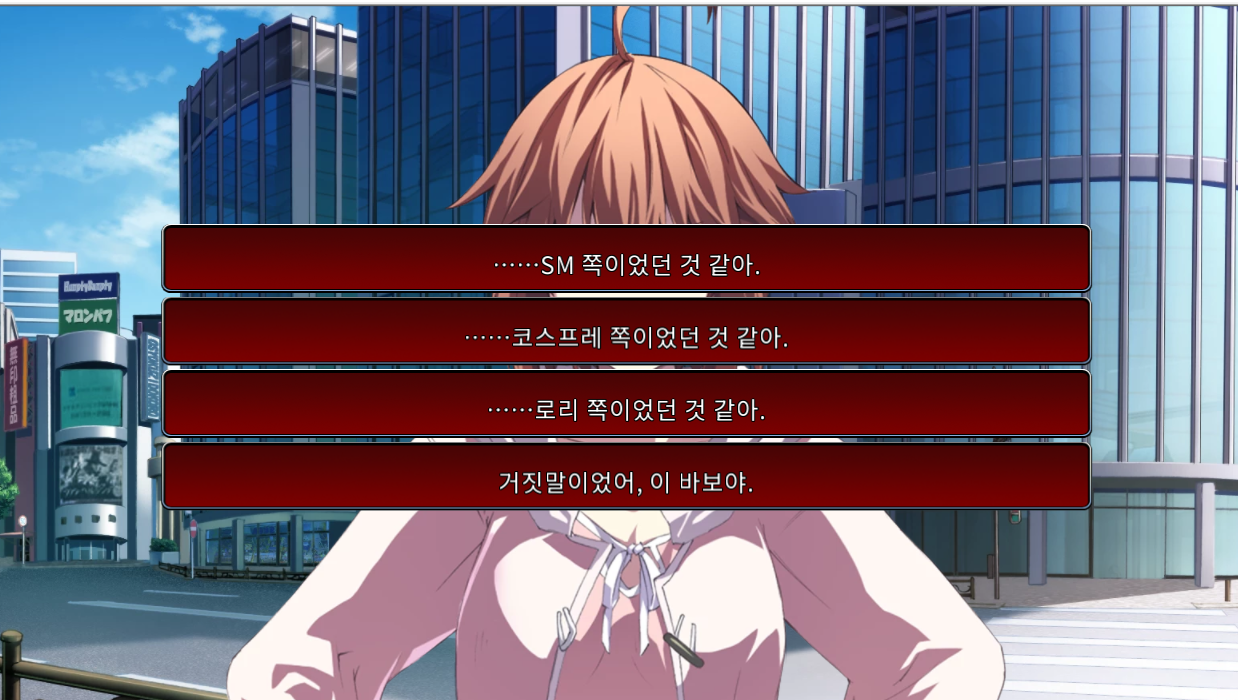 HumptyDumpty
マロンパフ
……SM 쪽이었던 것 같아.
……코스프레 쪽이었던 것 같아.
……로리 쪽이었던 것 같아.
거짓말이었어, 이 바보야.